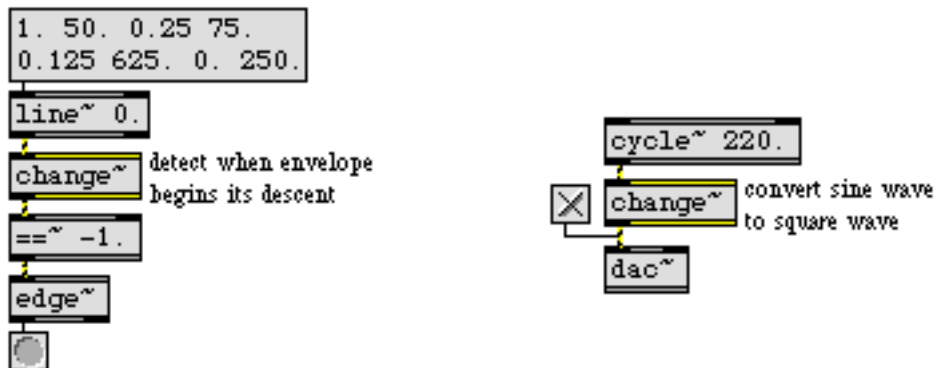 1. 50. 0.25 75.
0.125 625. 0. 250.
line~ 0.
change~
detect when envelope
begins its descent
==~ -1.
edge~
cycle~ 220.
change~
convert sine wave
to square wave
dac~